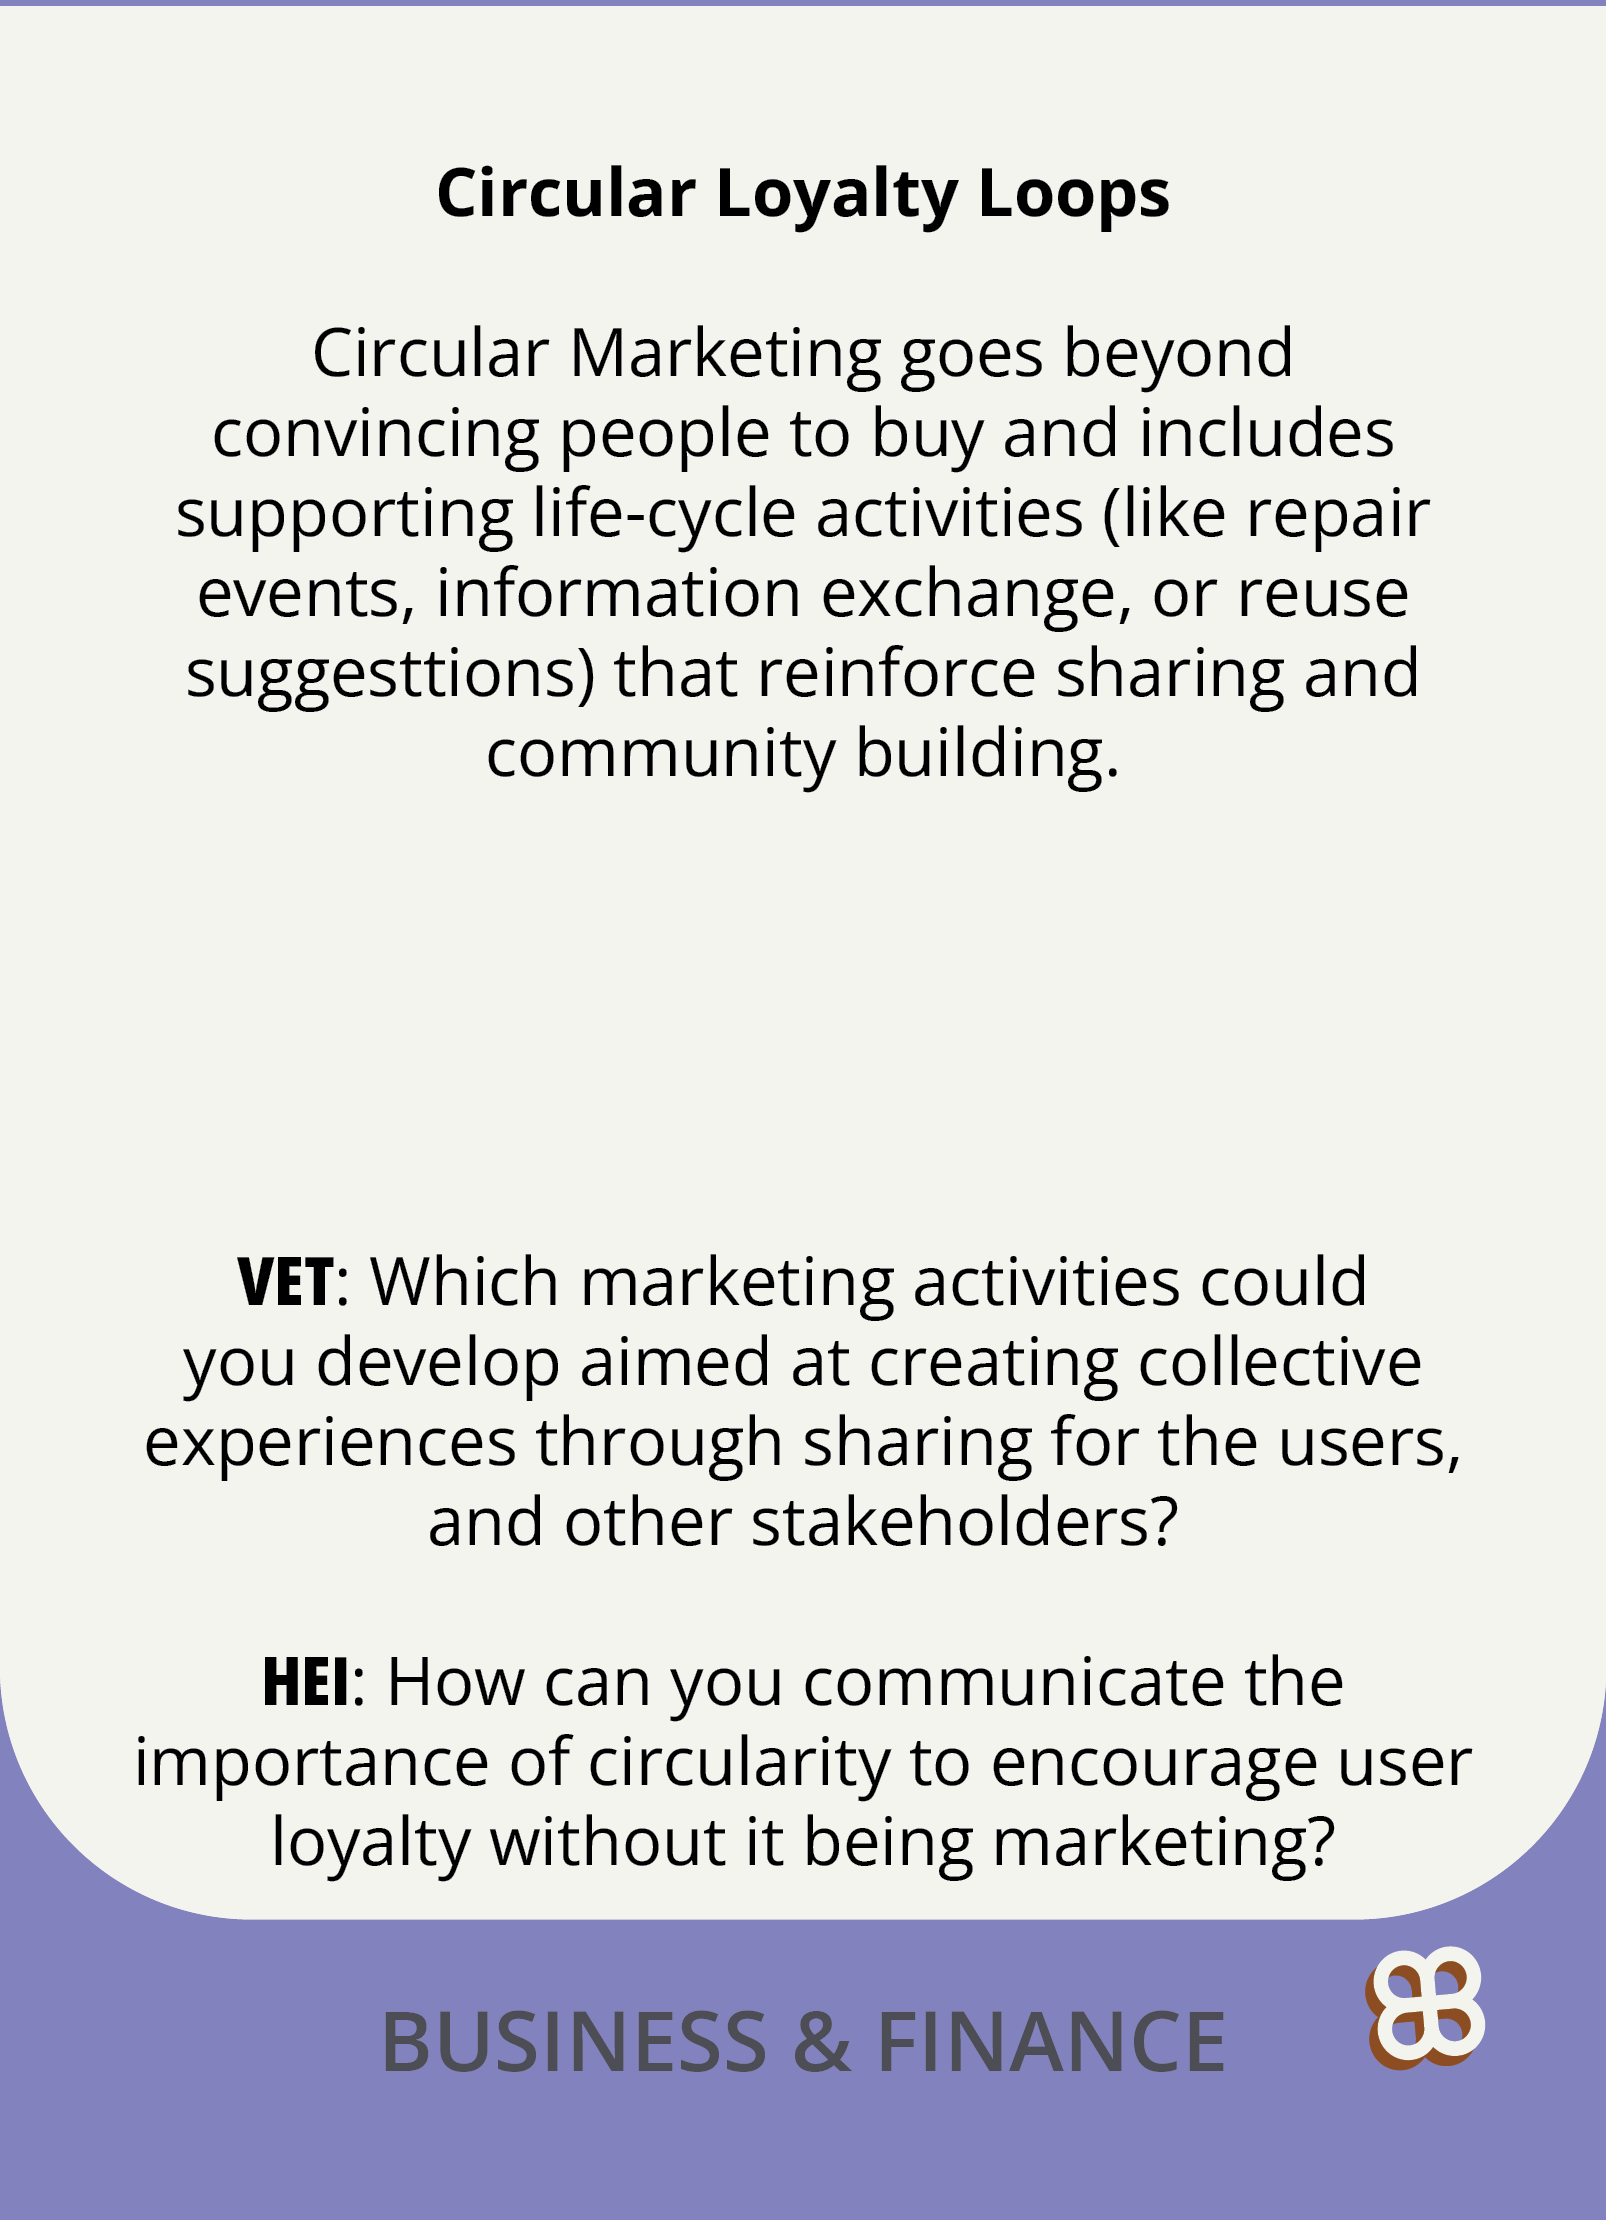 Circular Loyalty Loops
Circular Marketing goes beyond
convincing people to buy and includes
supporting life-cycle activities (like repair
events, information exchange, or reuse
suggesttions) that reinforce sharing and
community building.
VET: Which marketing activities could
you develop aimed at creating collective
experiences through sharing for the users,
and other stakeholders?
HEI: How can you communicate the
importance of circularity to encourage user
loyalty without it being marketing?
BUSINESS & FINANCE